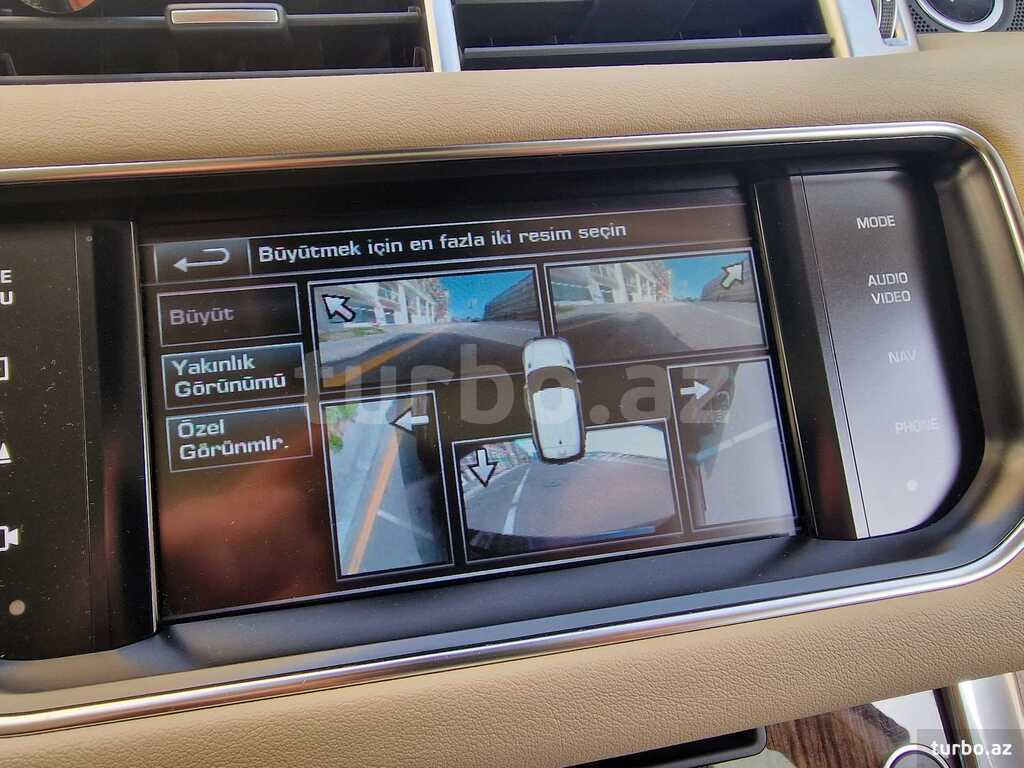 Büyütmek için en fazla iki resim seçin
Büyüt
Yakınlık
Görünümü
Özel
Görünmlr.
MODE
AUDIO
VIDEO
NAV
PHONE
turbo.az
turbo.az